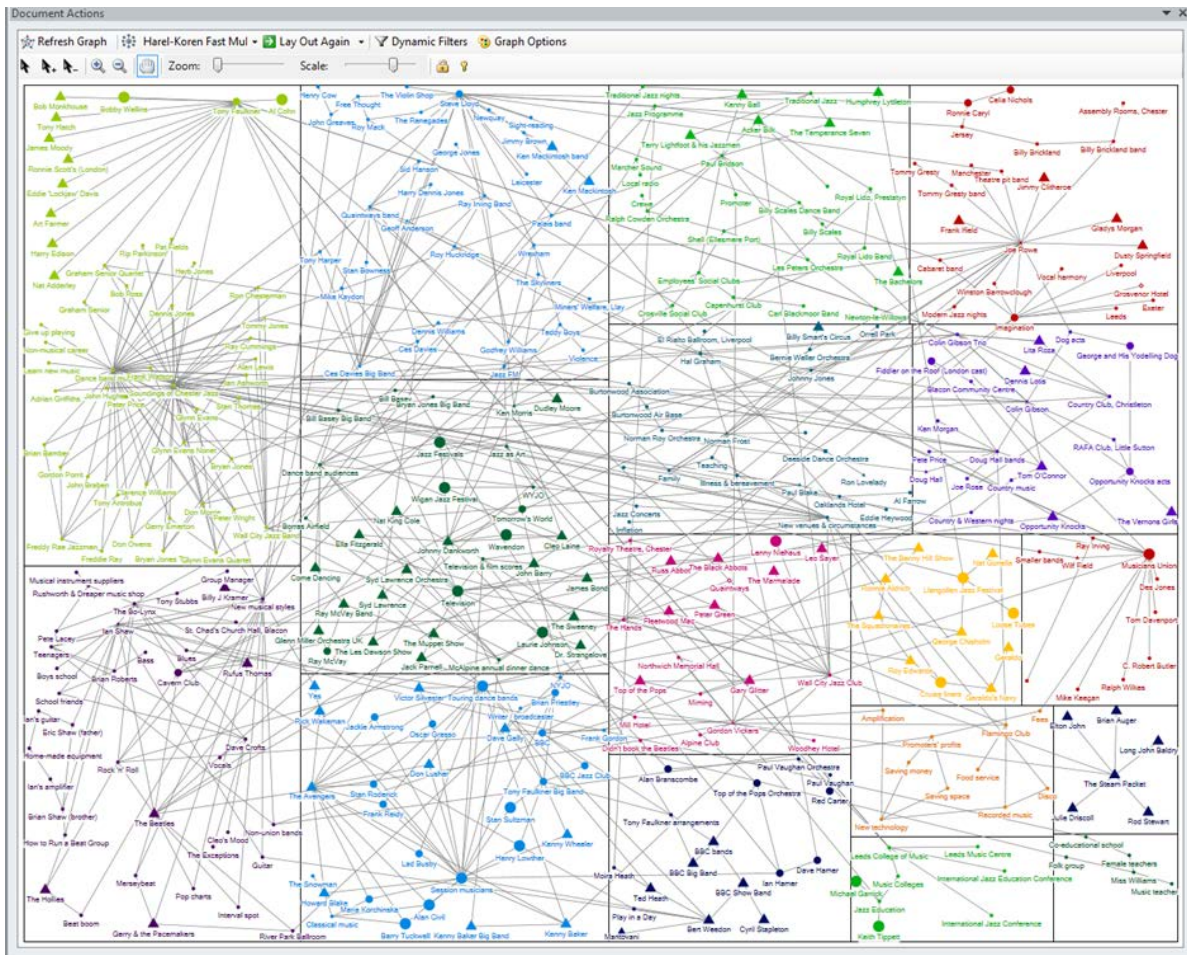 Document Actions
Refresh Graph
Harel-Koren Fast Mul
Lay Out Again
Dynamic Filters
Graph Options
Zoom:
Scale:
Bob Monkhouse
Bobby Wellins
Tony Faulkner
Al Cohn
Tony Hatch
James Moody
Ronnie Scott's (London)
Eddie 'Lockjaw' Davis
Art Farmer
Harry Edison
Nat Adderley
Pat Fields
Rip Parkinson
Graham Senior Quartet
Herb Jones
Bob Ross
Dennis Jones
Graham Senior
Ron Chesterman
Tommy Jones
Give up playing
Ray Cummings
Non-musical career
Alan Lewis
Learn new music
Frank Watson
Adrian Griffiths
John Hughes
Soundings of Chester Jazz
Peter Price
Stan Thomas
Glynn Evans
Brian Bember
Glynn Evans Nonet
Bryan Jones
Gordon Point
John Braben
Clarence Williams
Tony Annibus
Don Morrin
Peter Wright
Garry Emerton
Wall City Jazz Band
Freddy Rae Jazzmen
Don Owens
Freddie Ray
Glynn Evans Quartet
Henry Cow
The Violin Shop
Steve Lloyd
Free Thought
Newquay
John Greaves
Roy Mack
The Renegades
Sight-reading
Jimmy Brown
Ken Mackintosh band
George Jones
Sid Hanson
Leicester
Ken Mackintosh
Harry Dennis Jones
Ray Irving Band
Quaintways band
Geoff Anderson
Palais band
Roy Huckridge
Wrexham
Tony Harper
Stan Bowness
The Skyliners
Mike Kaydon
Miners' Welfare, Llay
Dennis Williams
Teddy Boys
Ces Davies
Godfrey Williams
Violence
Ces Davies Big Band
Jazz FM
Traditional Jazz nights
Kenny Ball
Traditional Jazz
Humphrey Lyttleton
Jazz Programme
Acker Bilk
The Temperance Seven
Terry Lightfoot & his Jazzmen
Paul Bridson
Marcher Sound
Local radio
Crewe
Promoter
Royal Lido, Prestatyn
Ralph Cowden Orchestra
Billy Scales Dance Band
Billy Scales
Shell (Ellesmere Port)
Royal Lido Band
Les Peters Orchestra
Employees' Social Clubs
The Bachelors
Capenhurst Club
Crosville Social Club
Carl Blackmoor Band
Newton-le-Willows
Celia Nichols
Ronnie Caryl
Assembly Rooms, Chester
Jersey
Billy Brickland
Billy Brickland band
Tommy Gresty
Manchester
Theatre pit band
Tommy Gresty band
Jimmy Clitheroe
Frank Ifield
Gladys Morgan
Joe Rowe
Dusty Springfield
Cabaret band
Vocal harmony
Liverpool
Winston Barrowclough
Grosvenor Hotel
Modern Jazz nights
Exeter
Leeds
Imagination
Bill Basey
Bryan Jones Big Band
Bill Basey Big Band
Ken Morris
Dudley Moore
Jazz Festivals
Jazz as Art
Dance band audiences
Wigan Jazz Festival
WYJO
Borras Airfield
Nat King Cole
Tomorrow's World
Ella Fitzgerald
Johnny Dankworth
Wavendon
Cleo Laine
Television & film scores
Come Dancing
Syd Lawrence Orchestra
John Barry
James Bond
Syd Lawrence
Television
Ray McVay Band
The Sweeney
Glenn Miller Orchestra UK
The Muppet Show
Laurie Johnson
The Les Dawson Show
Dr. Strangelove
Ray McVay
Jack Parnell
McAlpine annual dinner dance
El Rialto Ballroom, Liverpool
Billy Smart's Circus
Orrell Park
Hal Graham
Bernie Weller Orchestra
Johnny Jones
Burtonwood Association
Burtonwood Air Base
Norman Roy Orchestra
Norman Frost
Deeside Dance Orchestra
Teaching
Family
Illness & bereavement
Ron Lovelady
Paul Blake
Oaklands Hotel
Al Farrow
Jazz Concerts
Eddie Heywood
Inflation
New venues & circumstances
Colin Gibson Trio
Lita Roza
Dog acts
George and His Yodelling Dog
Fiddler on the Roof (London cast)
Dennis Lotis
Blacon Community Centre
Colin Gibson
Country Club, Christleton
Ken Morgan
RAFA Club, Little Sutton
Pete Price
Doug Hall bands
Doug Hall
Tom O'Connor
Joe Rose
Country music
Opportunity Knocks acts
Country & Western nights
Opportunity Knocks
The Vernons Girls
Musical instrument suppliers
Group Manager
Rushworth & Dreaper music shop
Billy J Kramer
Tony Stubbs
New musical styles
The Bo-Lynx
Ian Shaw
Pete Lacey
St. Chad's Church Hall, Blacon
Teenagers
Bass
Blues
Boys school
Brian Roberts
Cavern Club
Rufus Thomas
School friends
Ian's guitar
Eric Shaw (father)
Dave Crofts
Home-made equipment
Vocals
Rock 'n' Roll
Ian's amplifier
Brian Shaw (brother)
The Beatles
Non-union bands
How to Run a Beat Group
Cleo's Mood
The Exceptions
Guitar
Merseybeat
Pop charts
The Hollies
Interval spot
Beat boom
Gerry & the Pacemakers
River Park Ballroom
Royalty Theatre, Chester
Lenny Niehaus
Leo Sayer
Russ Abbot
The Black Abbots
The Marmalade
Quaintways
Peter Green
Fleetwood Mac
The Hands
Northwich Memorial Hall
Wall City Jazz Club
Top of the Pops
Gary Glitter
Miming
Mill Hotel
Gordon Vickers
Alpine Club
Didn't book the Beatles
Woodhey Hotel
The Benny Hill Show
Nat Gonella
Ronnie Aldrich
Llangollen Jazz Festival
The Squadronaires
Louise Tubes
George Chisholm
Geraldo
Roy Edwards
Cruise liners
Geraldo's Navy
Ray Irving
Smaller bands
Wilf Field
Musicians Union
Des Jones
Tom Davenport
C. Robert Butler
Ralph Wilkes
Mike Keegan
Yes
Victor Silvester
Touring dance bands
NYJO
Brian Priestley
Rick Wakeman
Writer / broadcaster
Jackie Armstrong
Oscar Grasso
Dave Gally
BBC
Frank Gordon
Don Lusher
BBC Jazz Club
The Avengers
Stan Roderick
Tony Faulkner Big Band
Frank Reidy
Stan Sultzman
Kenny Wheeler
Lad Busby
Henry Lowther
The Snowman
Session musicians
Howard Blake
Marie Korchinska
Classical music
Alan Civil
Barry Tuckwell
Kenny Baker Big Band
Kenny Baker
Paul Vaughan Orchestra
Alan Branscombe
Paul Vaughan
Top of the Pops Orchestra
Red Carter
Tony Faulkner arrangements
BBC bands
Moira Heath
BBC Big Band
Dave Hamer
Ian Hamer
Ted Heath
BBC Show Band
Play in a Day
Mantovani
Bert Weedon
Cyril Stapleton
Amplification
Fees
Flamingo Club
Promoters' profits
Saving money
Food service
Saving space
Disco
Recorded music
New technology
Elton John
Brian Auger
Long John Baldry
The Steam Packet
Julie Driscoll
Rod Stewart
Leeds College of Music
Leeds Music Centre
Music Colleges
International Jazz Education Conference
Michael Garrick
Jazz Education
International Jazz Conference
Keith Tippett
Co-educational school
Folk group
Female teachers
Miss Williams
Music teacher